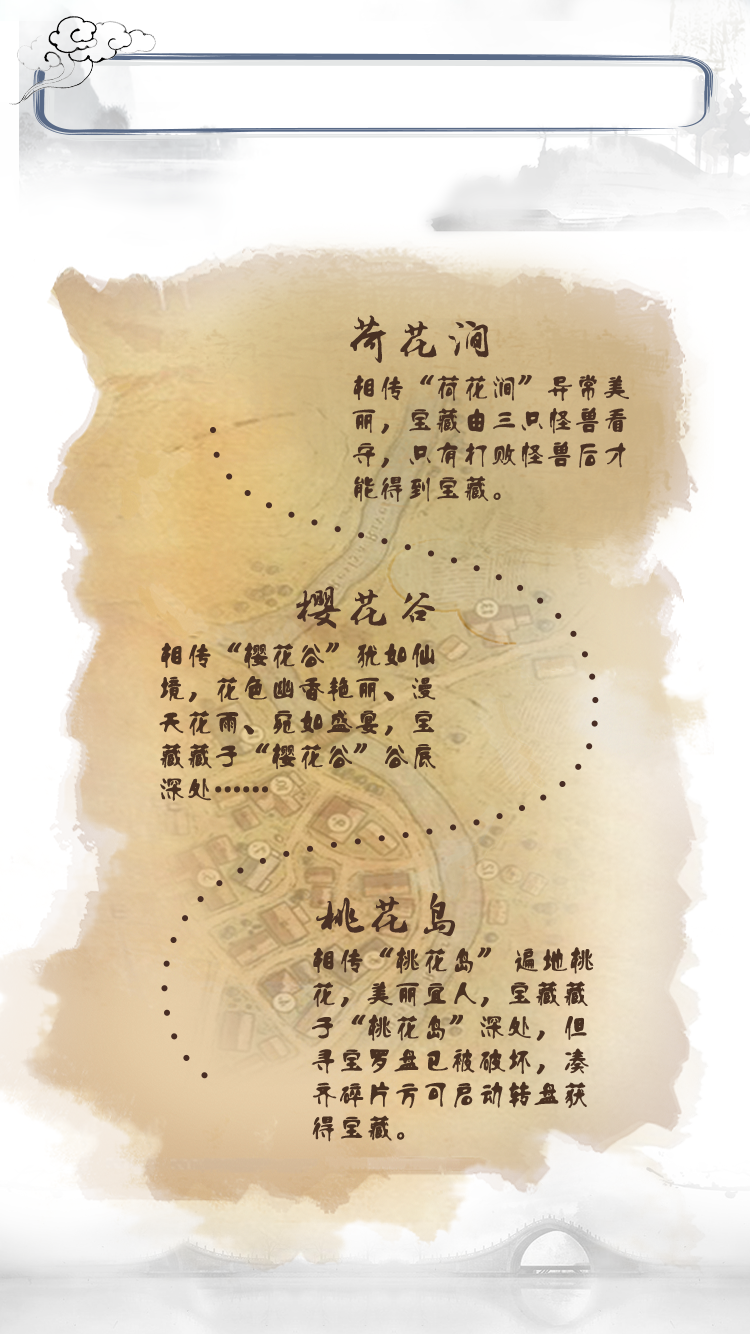 荷花涧
相传“荷花涧”异常美
丽，宝藏由三只怪兽看
守，只有打败怪兽后才
能得到宝藏。
樱花谷
相传“樱花谷”犹如仙
境，花色幽香艳丽、漫
天花雨、宛如盛宴，宝
藏藏于“樱花谷”谷底
深处……
桃花岛
相传“桃花岛” 遍地桃
花，美丽宜人，宝藏藏
于“桃花岛”深处，但
寻宝罗盘已被破坏，凑
齐碎片方可启动转盘获
得宝藏。